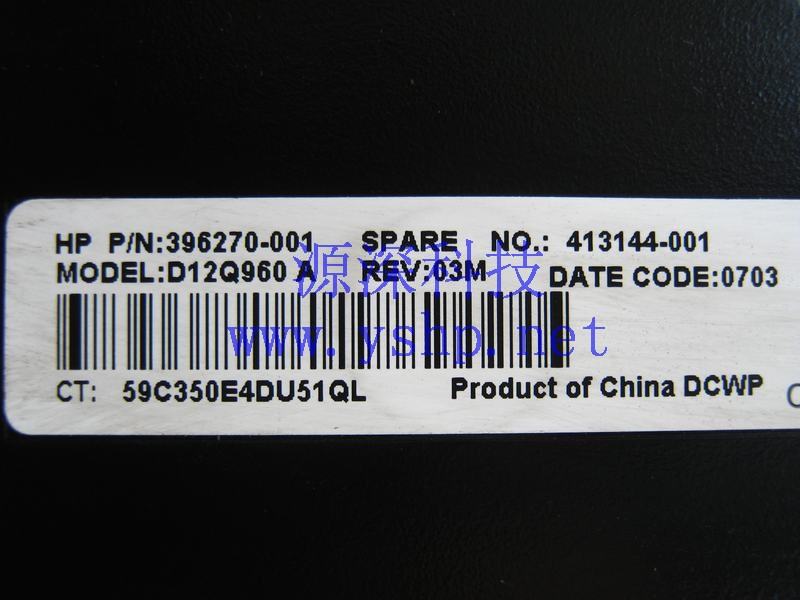 HP P/N:396270-001 SPARE NO.: 413144-001
MODEL:D12Q960 A REV:03M DATE CODE:0703
CT: 59C350E4DU51QL Product of China DCWP
源深科技
www.yshp.net